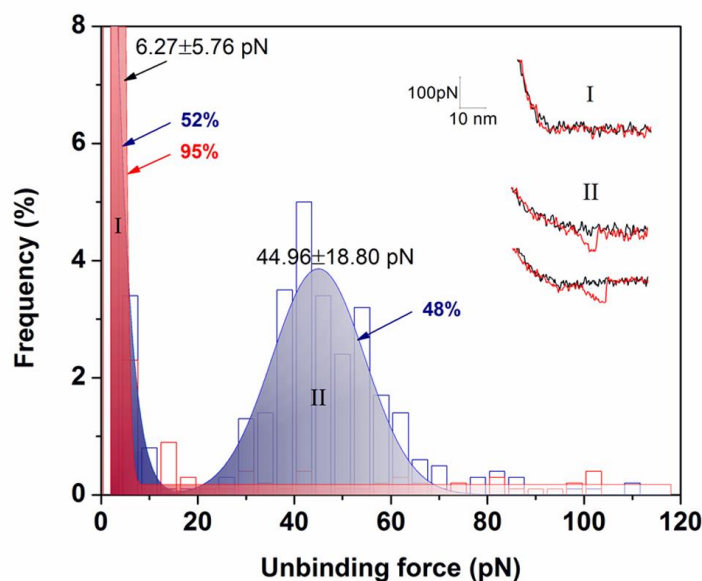 8
6.27±5.76 pN
I
100pN
10 nm
52%
6
95%
I
II
Frequency (%)
4
44.96±18.80 pN
48%
2
II
0
0 20 40 60 80 100 120
Unbinding force (pN)